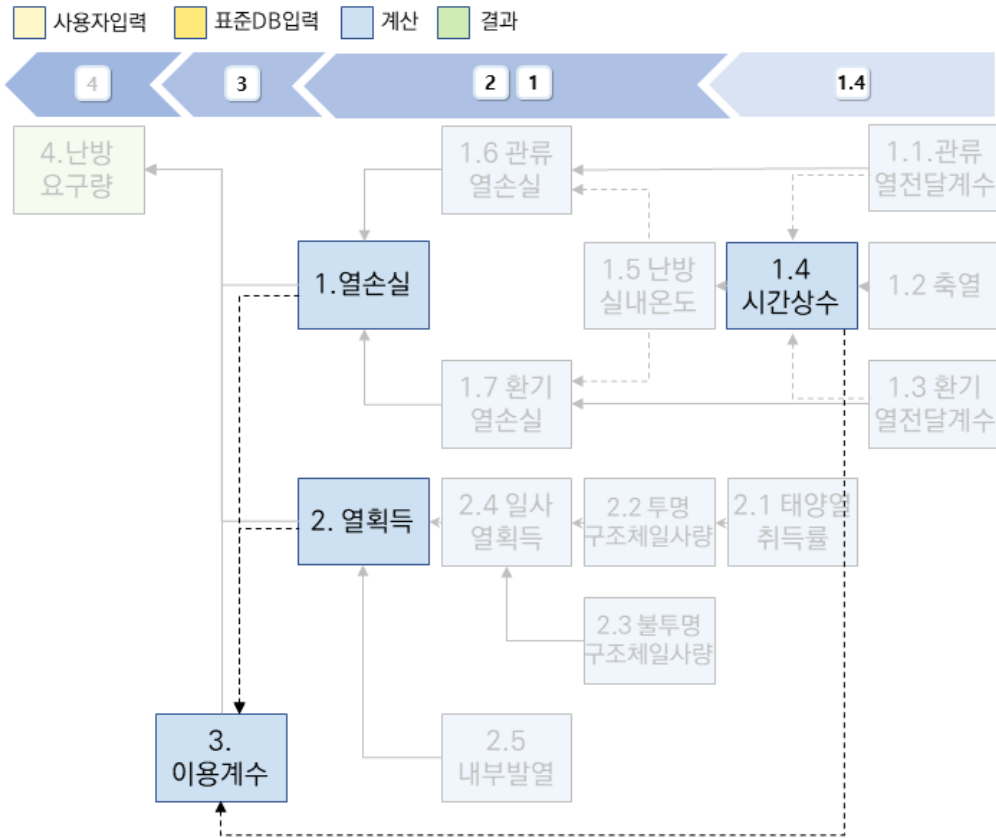 사용자입력
표준DB입력
계산
결과
4
3
2
1
1.4
4.난방
요구량
1.6 관류
열손실
1.1.관류
열전달계수
1.열손실
1.5 난방
실내온도
1.4
시간상수
1.2 축열
1.7 환기
열손실
1.3 환기
열전달계수
2. 열획득
2.4 일사
열획득
2.2 투명
구조체일사량
2.1 태양열
취득률
2.3 불투명
구조체일사량
3.
이용계수
2.5
내부발열